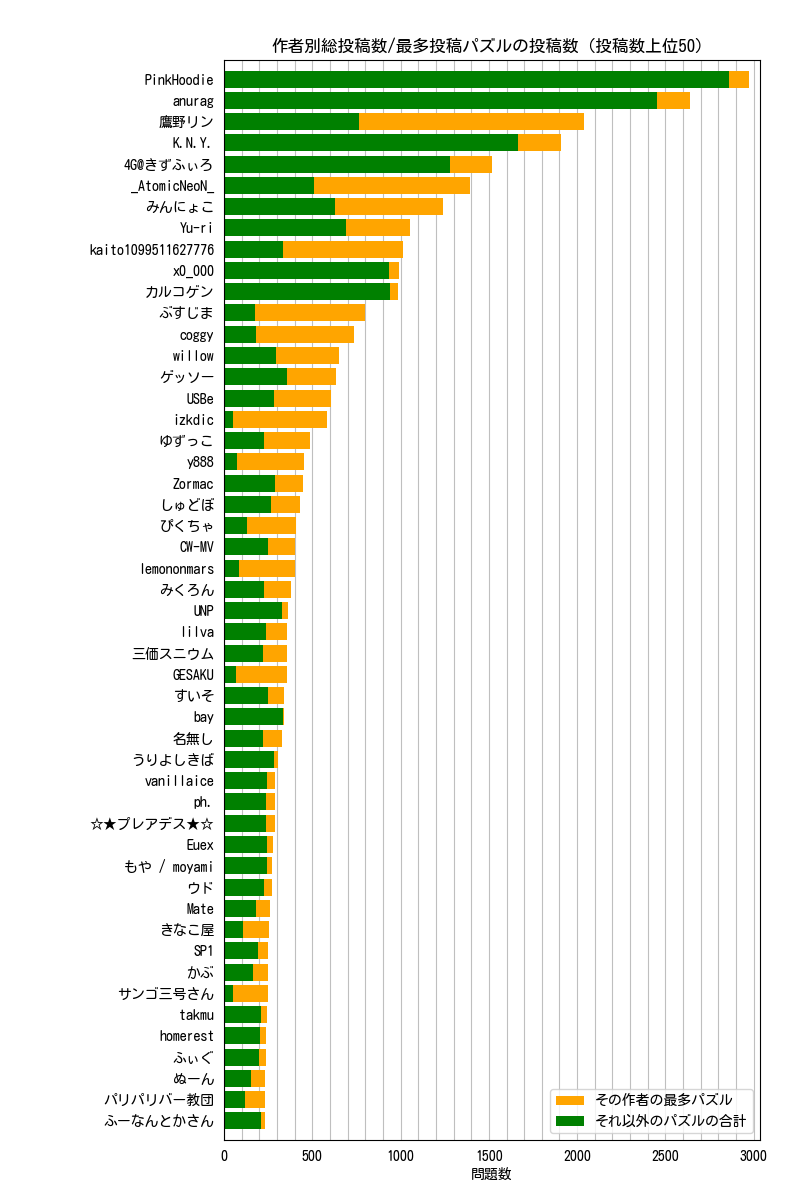 作者別総投稿数/最多投稿パズルの投稿数 (投稿数上位50)
PinkHoodie
anurag
鷹野リン
K.N.Y.
4G@きずふぃろ
_AtomicNeoN_
みんにょこ
Yu-ri
kaito1099511627776
x0_000
カルコゲン
ぶすじま
coggy
willow
ゲッソー
USBe
izkdic
ゆずっこ
y888
Zormac
しゅどぼ
ぴくちゃ
CW-MV
lemononmars
みくろん
UNP
lilva
三価スニウム
GESAKU
すいそ
bay
名無し
うりよしきば
vanillaice
ph.
☆★プレアデス★☆
Euex
もや / moyami
ウド
Mate
きなこ屋
SP1
かぶ
サンゴ三号さん
takmu
homerest
ふぃぐ
ぬーん
パリパリバー教団
ふーなんとかさん
その作者の最多パズル
それ以外のパズルの合計
0 500 1000 1500 2000 2500 3000
問題数